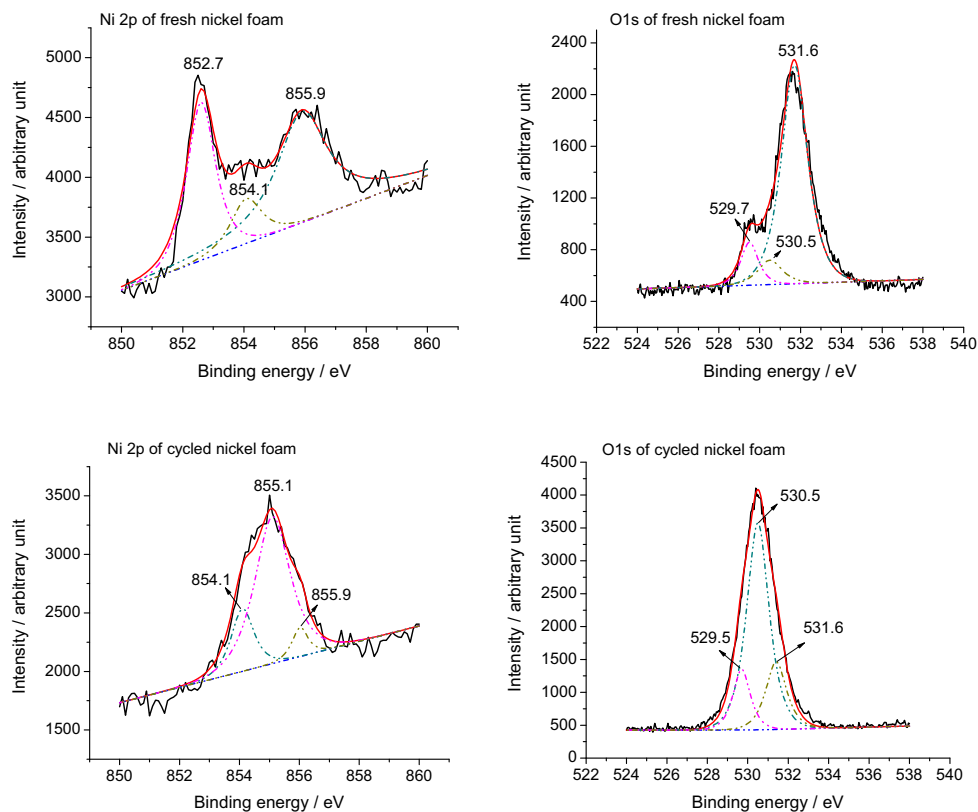 Ni 2p of fresh nickel foam
852.7
855.9
854.1
5000
4500
4000
3500
3000
Intensity / arbitrary unit
850 852 854 856 858 860
Binding energy / eV
O1s of fresh nickel foam
531.6
529.7
530.5
2400
2000
1600
1200
800
400
Intensity / arbitrary unit
522 524 526 528 530 532 534 536 538 540
Binding energy / eV
Ni 2p of cycled nickel foam
855.1
854.1
855.9
3500
3000
2500
2000
1500
Intensity / arbitrary unit
850 852 854 856 858 860
Binding energy / eV
O1s of cycled nickel foam
530.5
529.5
531.6
4500
4000
3500
3000
2500
2000
1500
1000
500
0
Intensity / arbitrary unit
522 524 526 528 530 532 534 536 538 540
Binding energy / eV